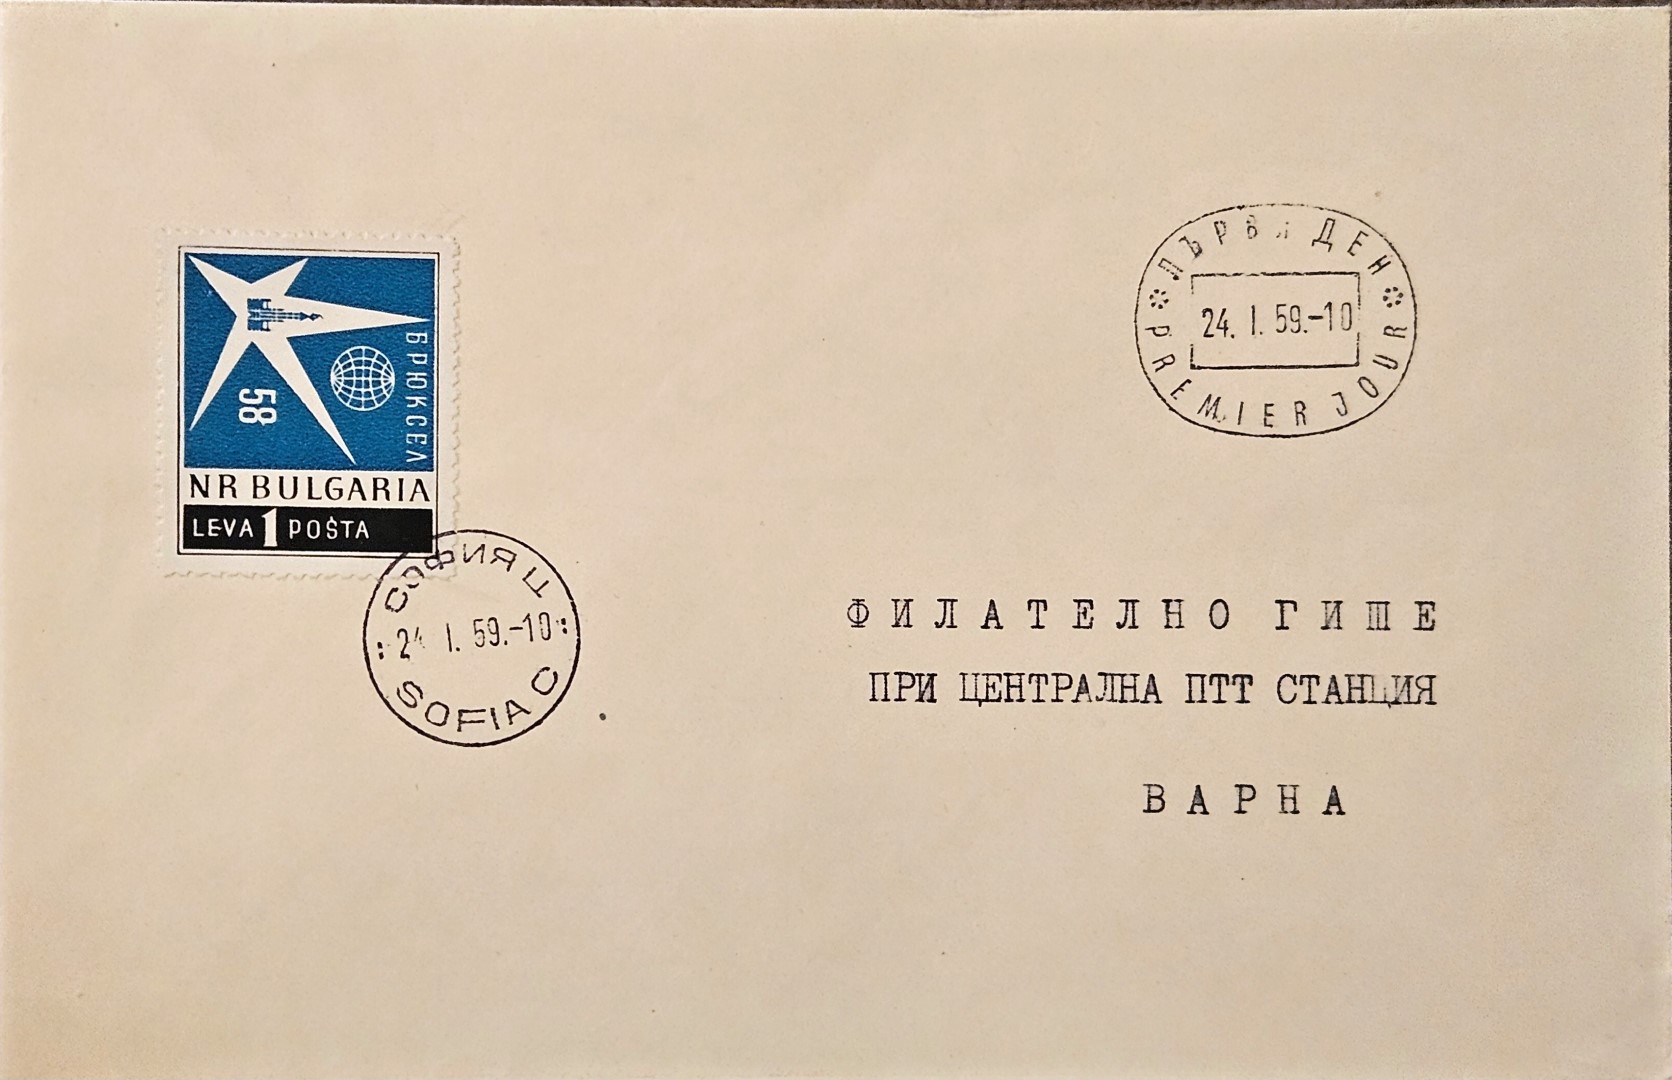 БРЮКСЕЛ
58
NR BULGARIA
LEVA 1 POŠTA
СОФИЯ Ц
24 I. 59.-10
SOFIA C
ПЪРВИ ДЕН
24. I. 59.-10
PREMIER JOUR
ФИЛАТЕЛНО ГИШЕ
ПРИ ЦЕНТРАЛНА ПТТ СТАНЦИЯ
ВАРНА